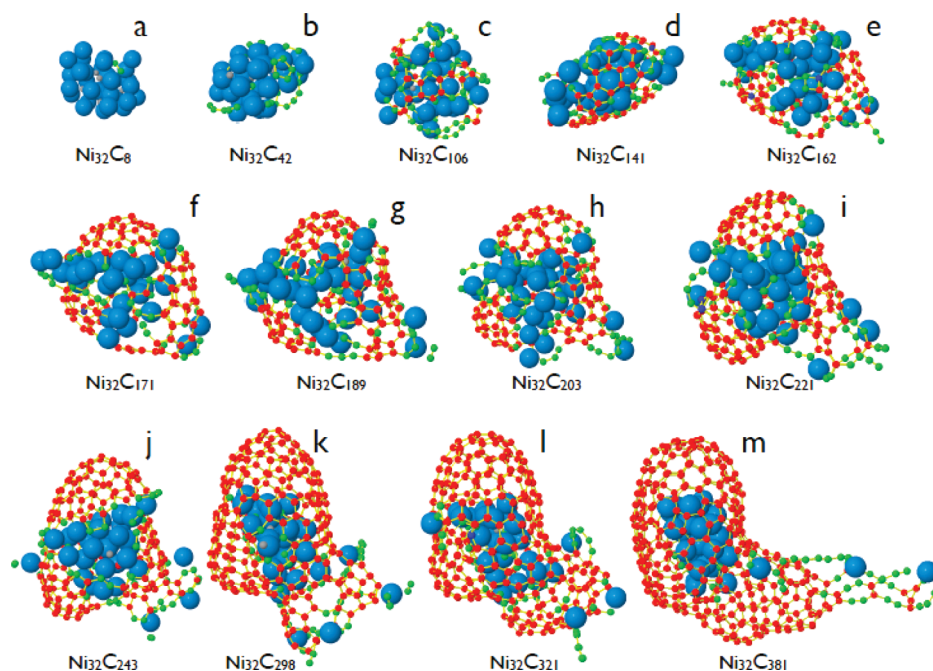 a b c d e
Ni₃₂C₈ Ni₃₂C₄₂ Ni₃₂C₁₀₆ Ni₃₂C₁₄₁ Ni₃₂C₁₆₂
f g h i
Ni₃₂C₁₇₁ Ni₃₂C₁₈₉ Ni₃₂C₂₀₃ Ni₃₂C₂₂₁
j k l m
Ni₃₂C₂₄₃ Ni₃₂C₂₉₈ Ni₃₂C₃₂₁ Ni₃₂C₃₈₁